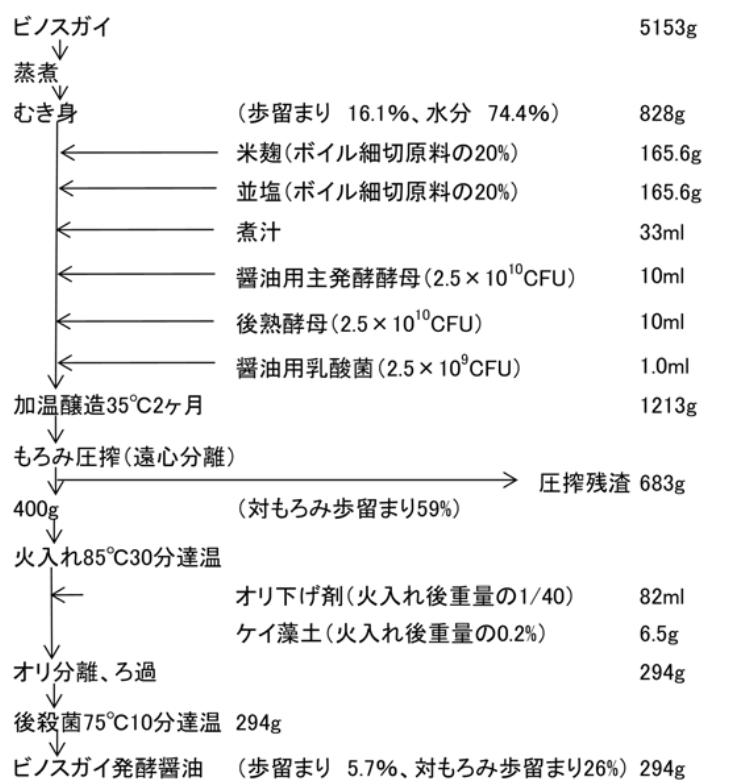 ビノスガイ 5153g
蒸煮
むき身 (歩留まり 16.1%、水分 74.4%) 828g
米麹(ボイル細切原料の20%) 165.6g
並塩(ボイル細切原料の20%) 165.6g
煮汁 33ml
醤油用主発酵酵母(2.5×10¹⁰CFU) 10ml
後熟酵母(2.5×10¹⁰CFU) 10ml
醤油用乳酸菌(2.5×10⁹CFU) 1.0ml
加温醸造35℃2ヶ月 1213g
もろみ圧搾(遠心分離)
圧搾残渣 683g
400g (対もろみ歩留まり59%)
火入れ85℃30分達温
オリ下げ剤(火入れ後重量の1/40) 82ml
ケイ藻土(火入れ後重量の0.2%) 6.5g
オリ分離、ろ過 294g
後殺菌75℃10分達温 294g
ビノスガイ発酵醤油 (歩留まり 5.7%、対もろみ歩留まり26%) 294g